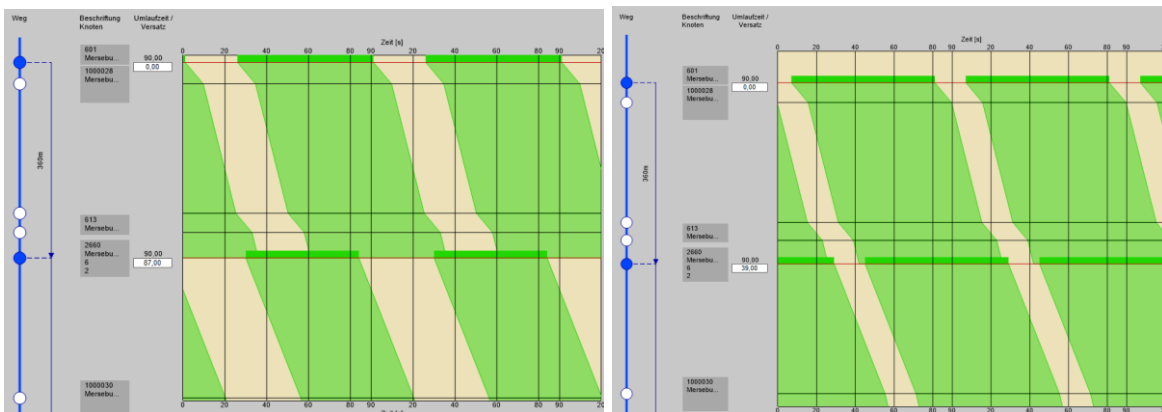 Weg
Beschriftung
Knoten
Umlaufzeit /
Versatz
Zeit [s]
0 20 40 60 80 90 20 40 60 80 90 20
601
Mersebu...
90,00
0,00
1000028
Mersebu...
360m
613
Mersebu...
2660
Mersebu...
6
2
90,00
87,00
1000030
Mersebu...
0 20 40 60 80 90 20 40 60 80 90 20
Weg
Beschriftung
Knoten
Umlaufzeit /
Versatz
Zeit [s]
0 20 40 60 80 90 20 40 60 80 90
601
Mersebu...
90,00
0,00
1000028
Mersebu...
360m
613
Mersebu...
2660
Mersebu...
6
2
90,00
39,00
1000030
Mersebu...
0 20 40 60 80 90 20 40 60 80 90